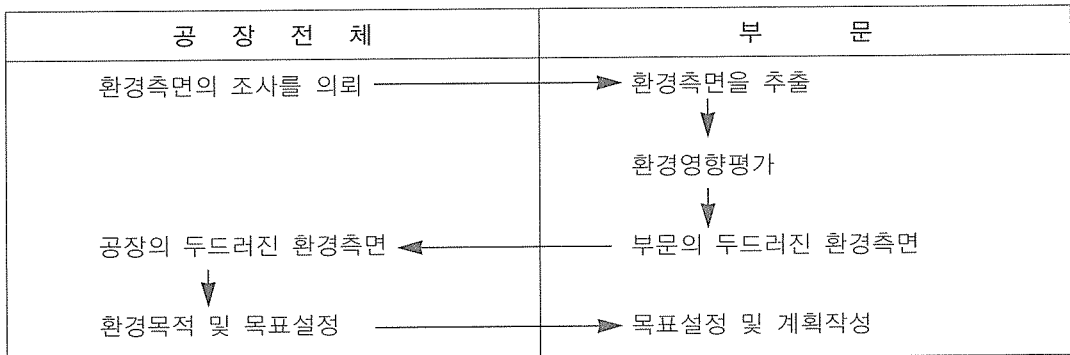 공 장 전 체 부 문
환경측면의 조사를 의뢰 환경측면을 추출
환경영향평가
공장의 두드러진 환경측면 부문의 두드러진 환경측면
환경목적 및 목표설정 목표설정 및 계획작성